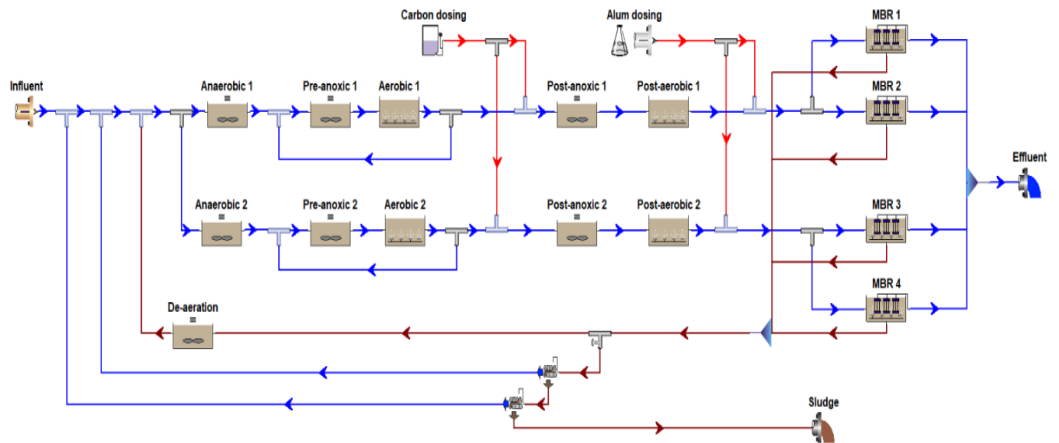 Carbon dosing
Alum dosing
MBR 1
Influent
Anaerobic 1
Pre-anoxic 1
Aerobic 1
Post-anoxic 1
Post-aerobic 1
MBR 2
Effluent
Anaerobic 2
Pre-anoxic 2
Aerobic 2
Post-anoxic 2
Post-aerobic 2
MBR 3
MBR 4
De-aeration
Sludge